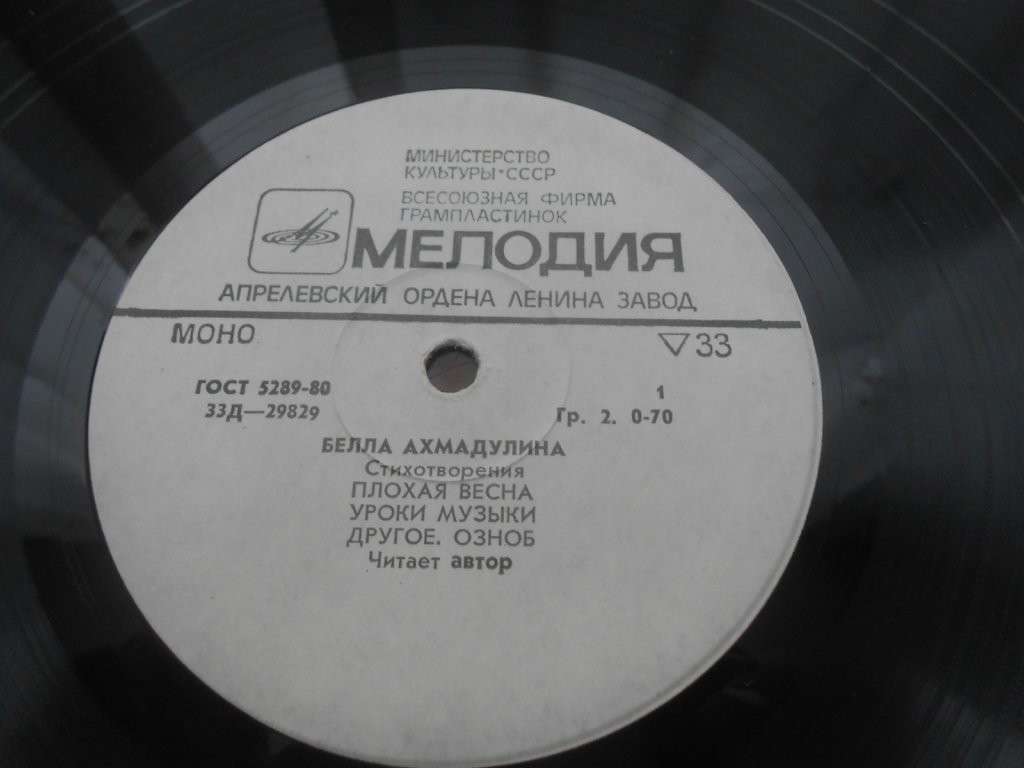 МИНИСТЕРСТВО
КУЛЬТУРЫ·СССР
ВСЕСОЮЗНАЯ ФИРМА
ГРАМПЛАСТИНОК
МЕЛОДИЯ
АПРЕЛЕВСКИЙ ОРДЕНА ЛЕНИНА ЗАВОД
МОНО ▽33
ГОСТ 5289-80 1
33Д—29829 Гр. 2. 0-70
БЕЛЛА АХМАДУЛИНА
Стихотворения
ПЛОХАЯ ВЕСНА
УРОКИ МУЗЫКИ
ДРУГОЕ. ОЗНОБ
Читает автор